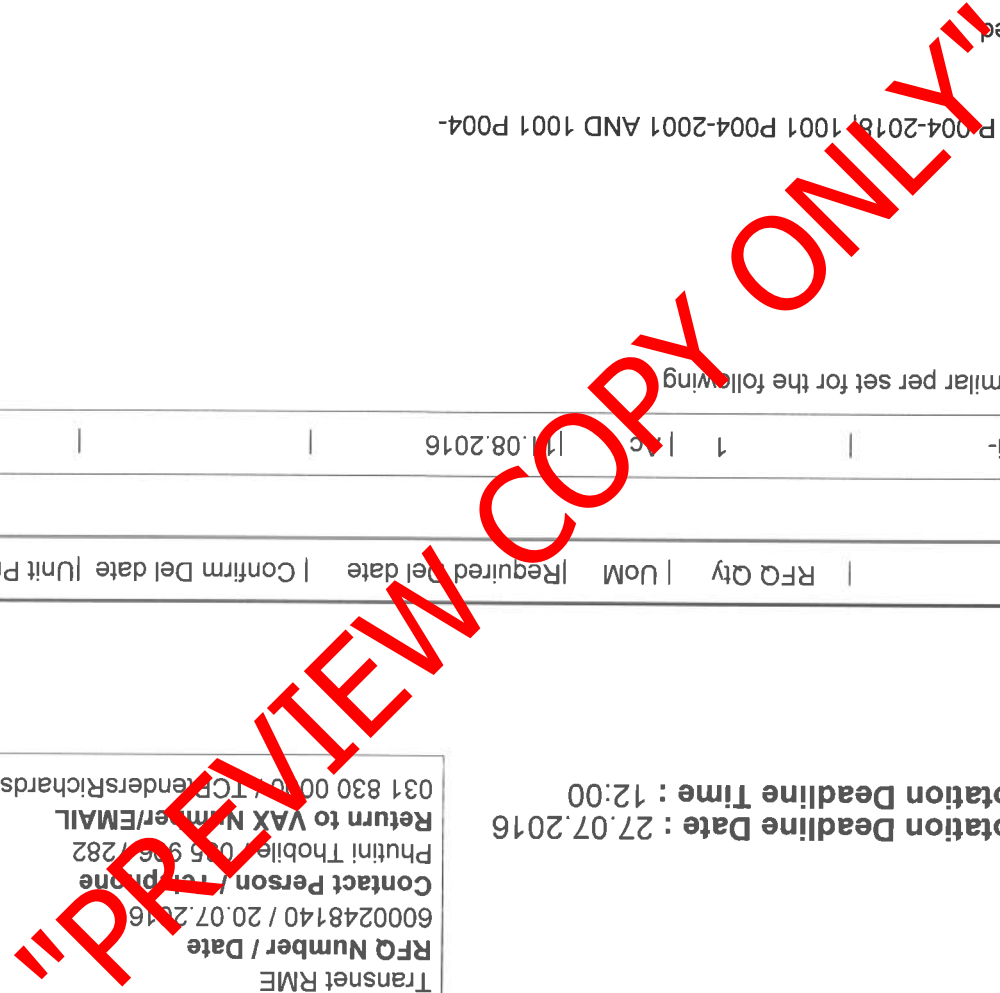 Transnet RME
RFQ Number / Date
6000248140 / 20.07.2016
Contact Person / Telephone
Phutini Thobile /
Return to VAX Number/EMAIL
031 830 0000 /
otation Deadline Date : 27.07.2016
otation Deadline Time : 12:00
| RFQ Qty | UoM |Required Del date | Confirm Del date |Unit Pr
i- | 1 | |11.08.2016 | |
milar per set for the following
P004-2018, 1001 P004-2001 AND 1001 P004-
ed
"PREVIEW COPY ONLY"